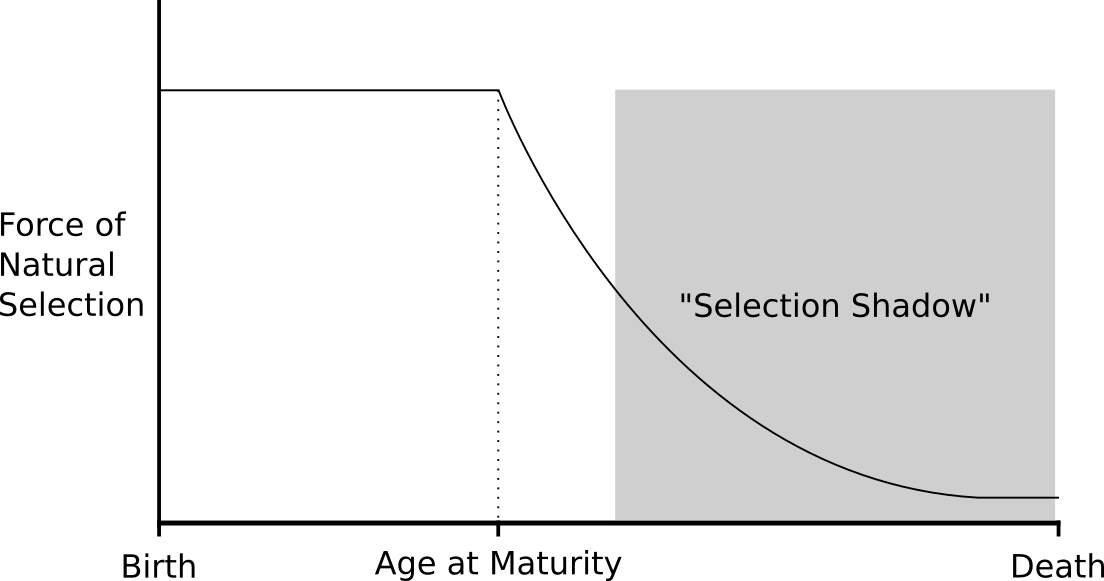 Force of
Natural
Selection
"Selection Shadow"
Birth
Age at Maturity
Death